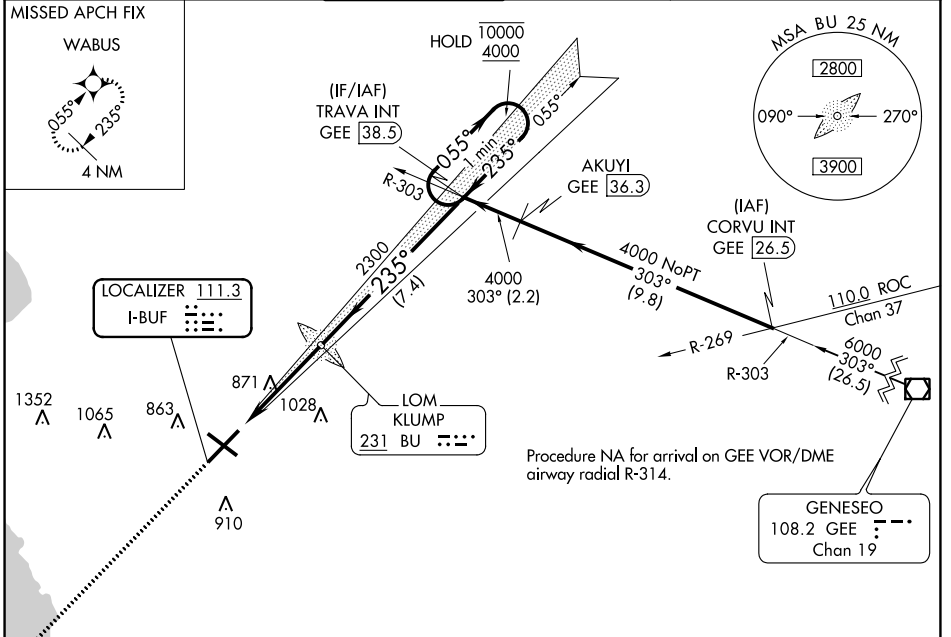 MISSED APCH FIX
WABUS
055°
235°
4 NM
HOLD
10000
4000
(IF/IAF)
TRAVA INT
GEE 38.5
055°
1 min
235°
055°
R-303
MSA BU 25 NM
2800
090°
270°
3900
AKUYI
GEE 36.3
(IAF)
CORVU INT
GEE 26.5
2300
235°
(7.4)
4000
303° (2.2)
4000 NoPT
303°
(9.8)
110.0 ROC
Chan 37
R-269
R-303
6000
303°
(26.5)
LOCALIZER 111.3
I-BUF
871
1028
1352
1065
863
910
LOM
KLUMP
231 BU
Procedure NA for arrival on GEE VOR/DME
airway radial R-314.
GENESEO
108.2 GEE
Chan 19